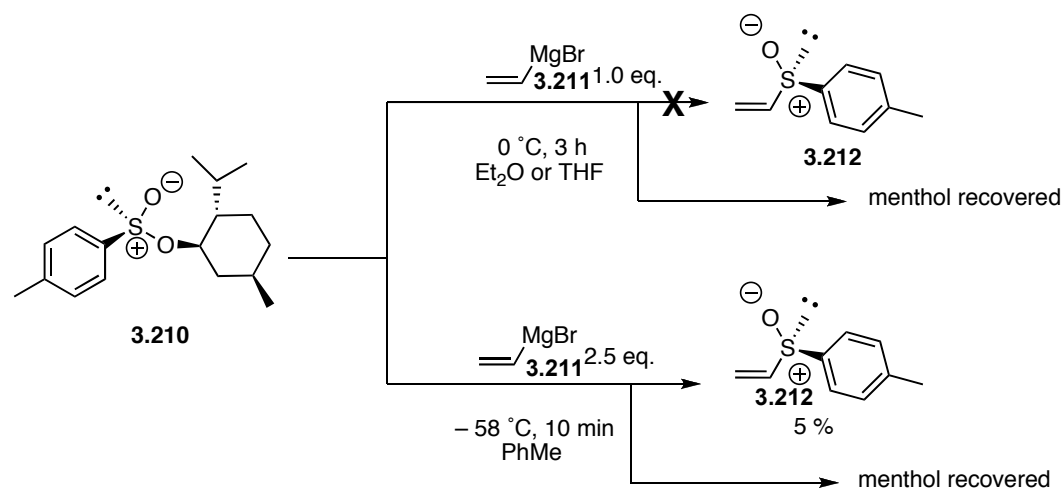 MgBr
3.211 1.0 eq.
X
0 ˚C, 3 h
Et2O or THF
O
S
3.212
menthol recovered
O
S
O
3.210
MgBr
3.211 2.5 eq.
– 58 ˚C, 10 min
PhMe
O
S
3.212
5 %
menthol recovered